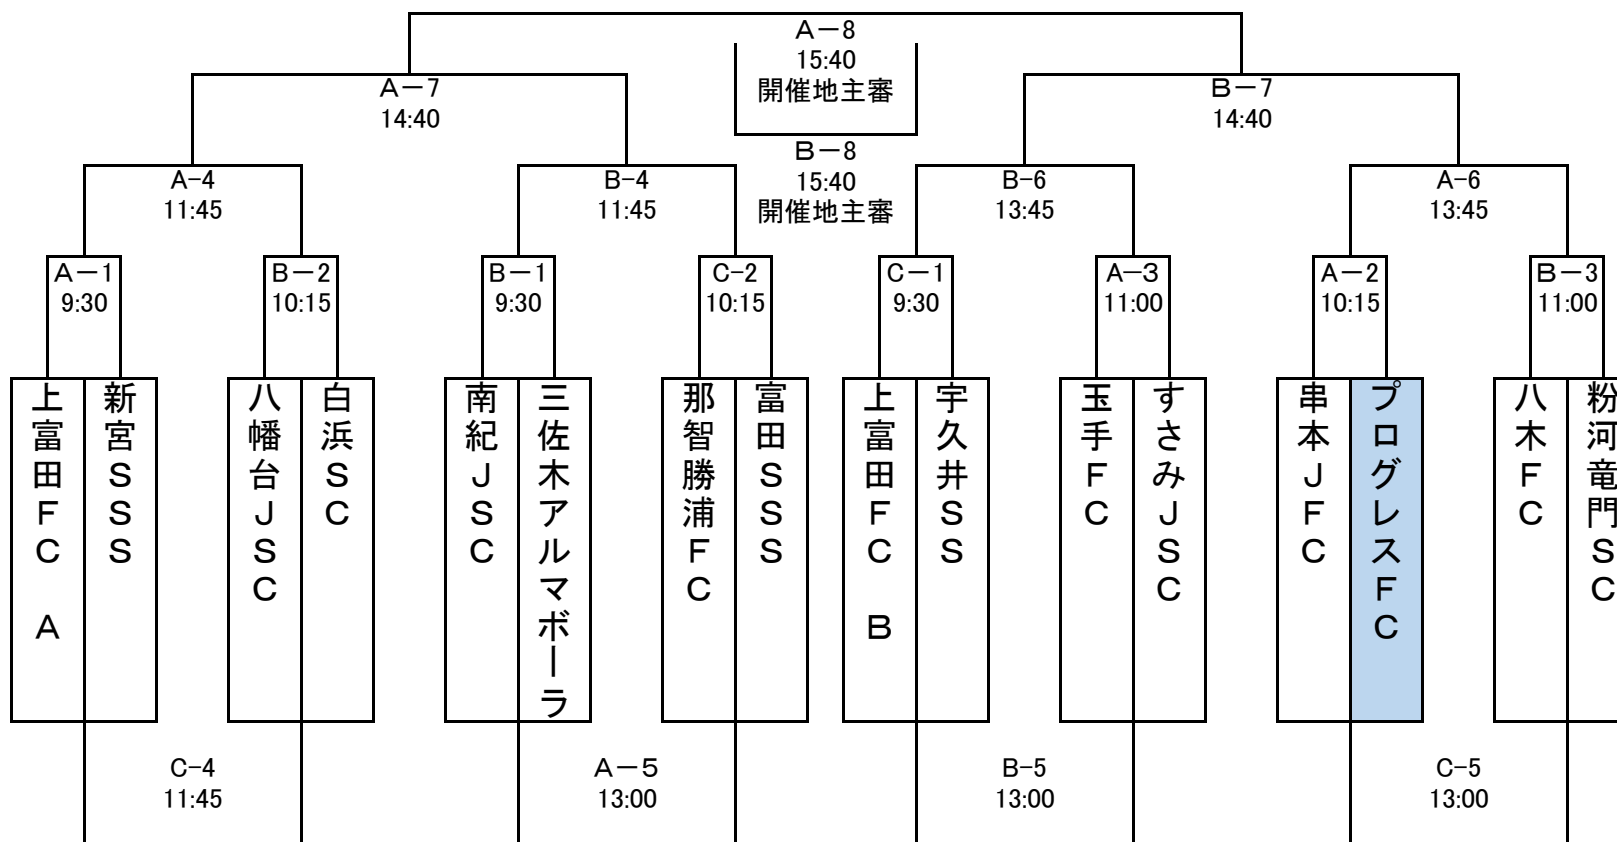 A－8
15:40
開催地主審
A－7
14:40
B－7
14:40
B－8
15:40
開催地主審
A-4
11:45
B-4
11:45
B-6
13:45
A-6
13:45
A－1
9:30
B－2
10:15
B－1
9:30
C-2
10:15
C－1
9:30
A－3
11:00
A－2
10:15
B－3
11:00
上富田FC A
新宮SSS
八幡台JSC
白浜SC
南紀JSC
三佐木アルマボーラ
那智勝浦FC
富田SSS
上富田FC B
宇久井SS
玉手FC
すさみJSC
串本JFC
プログレスFC
八木FC
粉河竜門SC
C-4
11:45
A－5
13:00
B-5
13:00
C-5
13:00